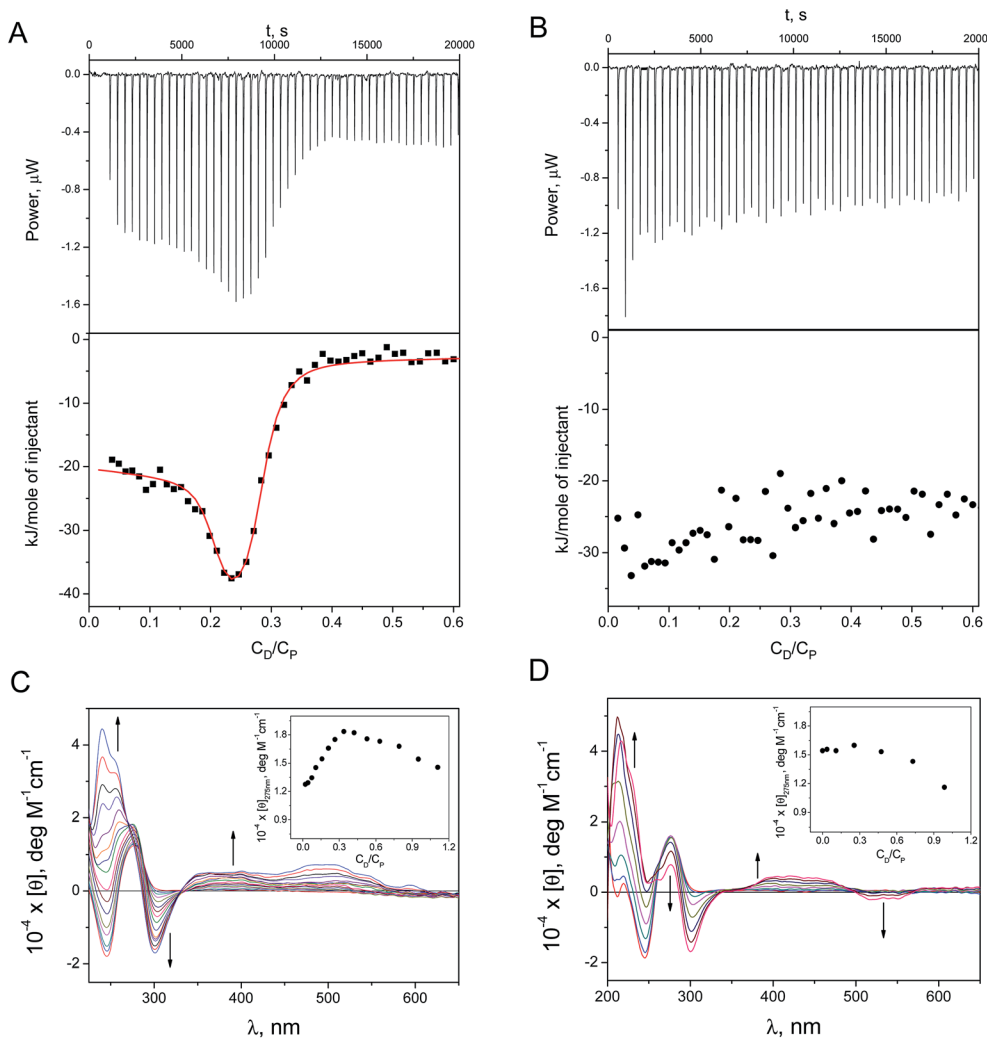 A
t, s
0 5000 10000 15000 20000
0.0
-0.4
-0.8
-1.2
-1.6
Power, μW
0
-10
-20
-30
-40
kJ/mole of injectant
0.0 0.1 0.2 0.3 0.4 0.5 0.6
C_D/C_P
B
t, s
0 5000 10000 15000 2000
0.0
-0.4
-0.8
-1.2
-1.6
Power, μW
0
-10
-20
-30
kJ/mole of injectant
0.0 0.1 0.2 0.3 0.4 0.5 0.6
C_D/C_P
C
4
2
0
-2
10⁻⁴ x [θ], deg M⁻¹cm⁻¹
300 400 500 600
λ, nm
1.8
1.5
1.2
0.9
10⁻⁴ x [θ]₂₇₅nm, deg M⁻¹cm⁻¹
0.0 0.3 0.6 0.9 1.2
C_D/C_P
D
4
2
0
-2
10⁻⁴ x [θ], deg M⁻¹cm⁻¹
200 300 400 500 600
λ, nm
1.8
1.5
1.2
0.9
10⁻⁴ x [θ]₂₇₅nm, deg M⁻¹cm⁻¹
0.0 0.3 0.6 0.9 1.2
C_D/C_P